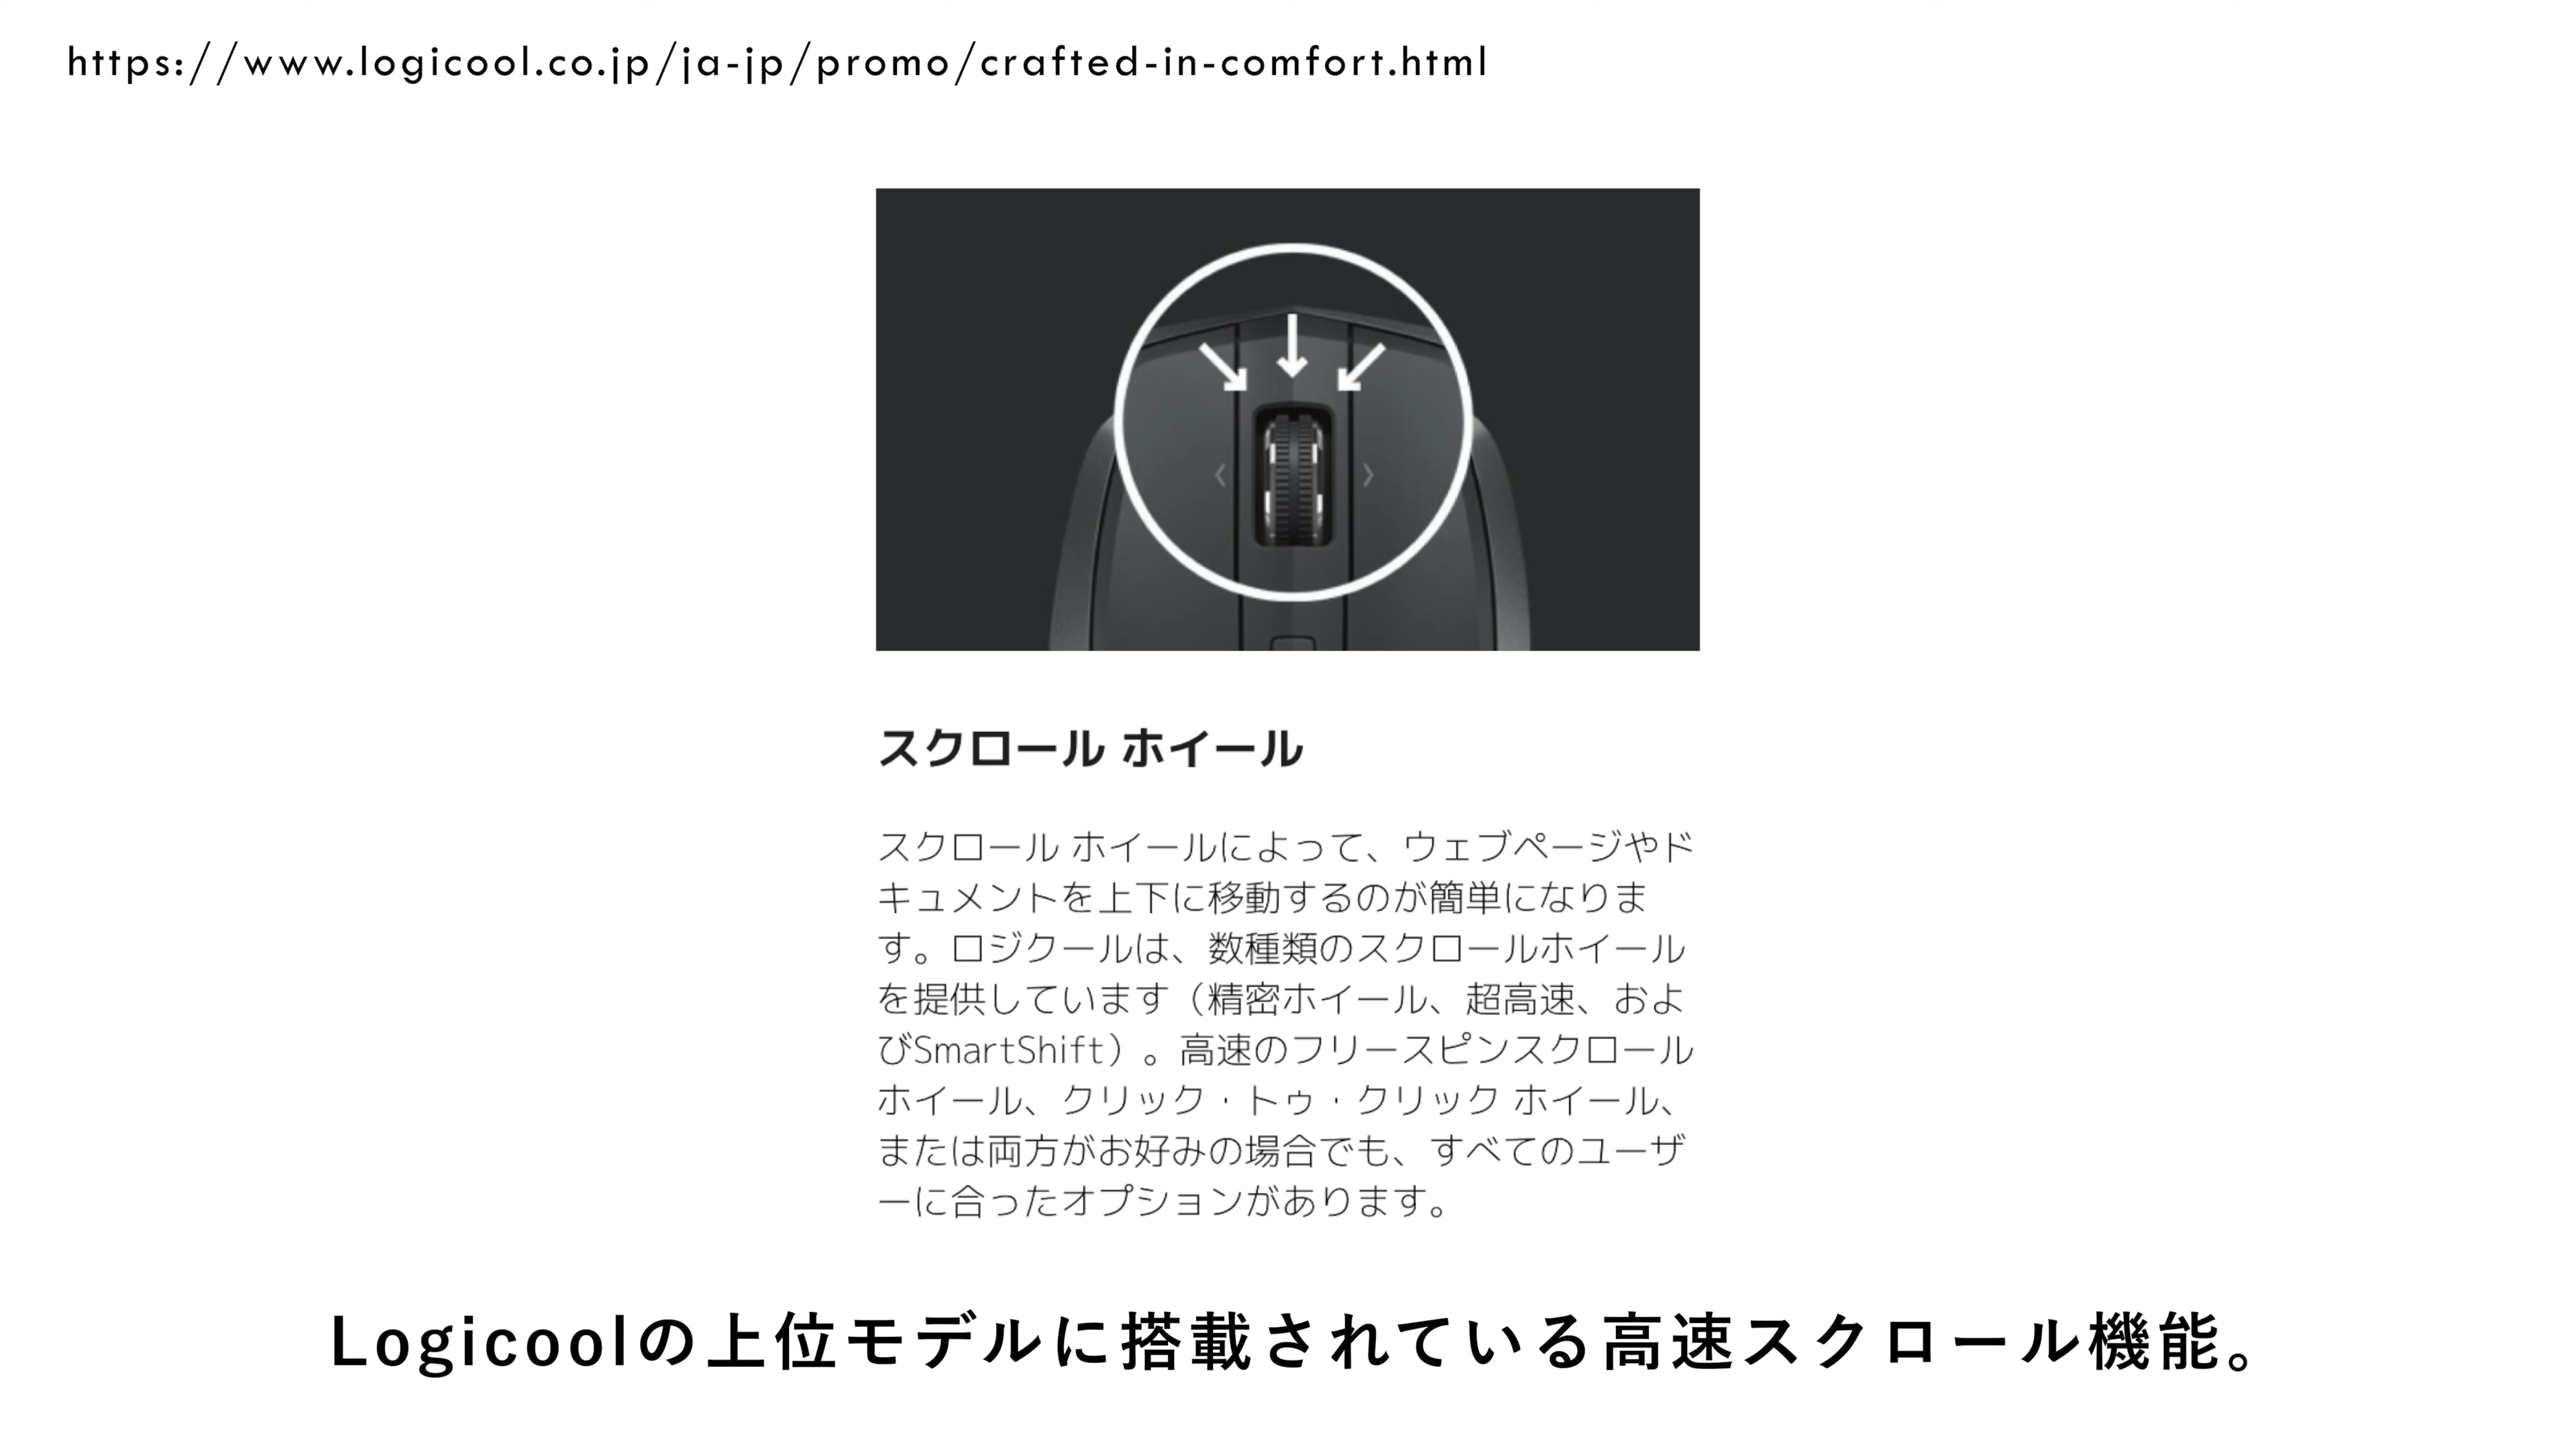 https://www.logicool.co.jp/ja-jp/promo/crafted-in-comfort.html
スクロール ホイール
スクロール ホイールによって、ウェブページやド
キュメントを上下に移動するのが簡単になりま
す。ロジクールは、数種類のスクロールホイール
を提供しています（精密ホイール、超高速、およ
びSmartShift）。高速のフリースピンスクロール
ホイール、クリック・トゥ・クリック ホイール、
または両方がお好みの場合でも、すべてのユーザ
ーに合ったオプションがあります。
Logicoolの上位モデルに搭載されている高速スクロール機能。